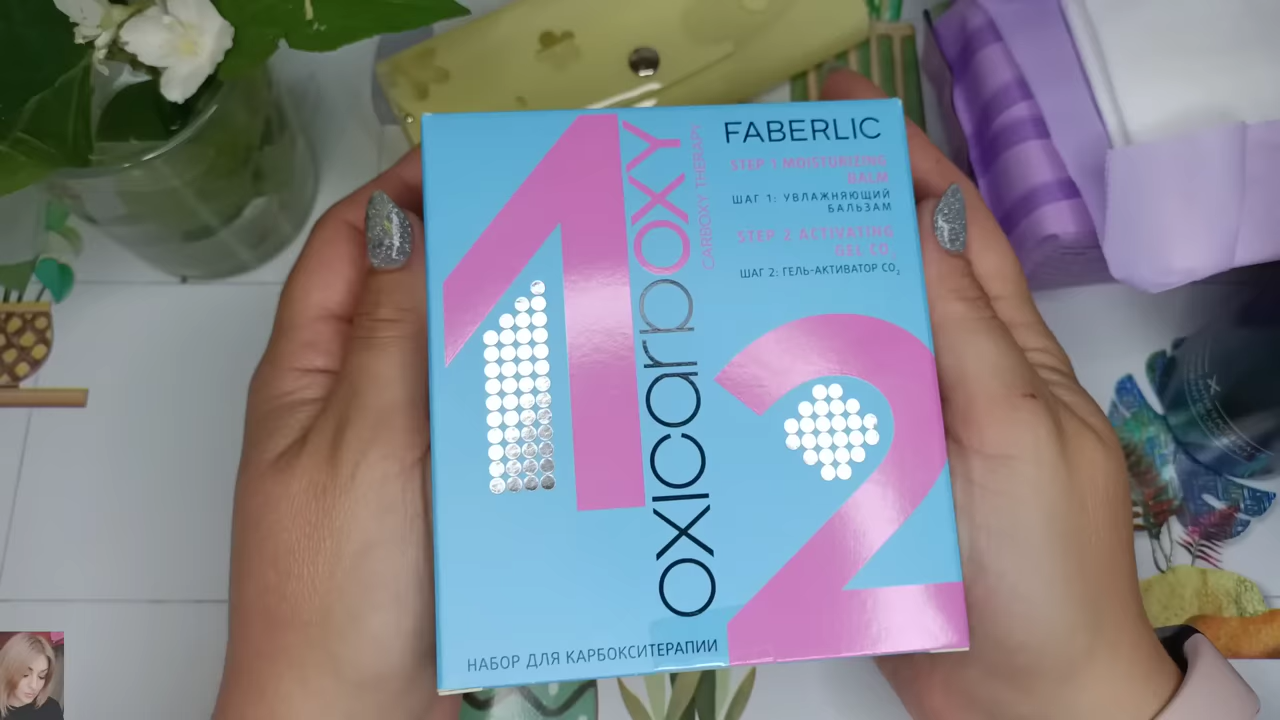 FABERLIC
STEP 1 MOISTURIZING
BALM
ШАГ 1: УВЛАЖНЯЮЩИЙ
БАЛЬЗАМ
STEP 2 ACTIVATING
GEL CO2
ШАГ 2: ГЕЛЬ-АКТИВАТОР CO2
1
oxicarboxy
CARBOXY THERAPY
2
НАБОР ДЛЯ КАРБОКСИТЕРАПИИ